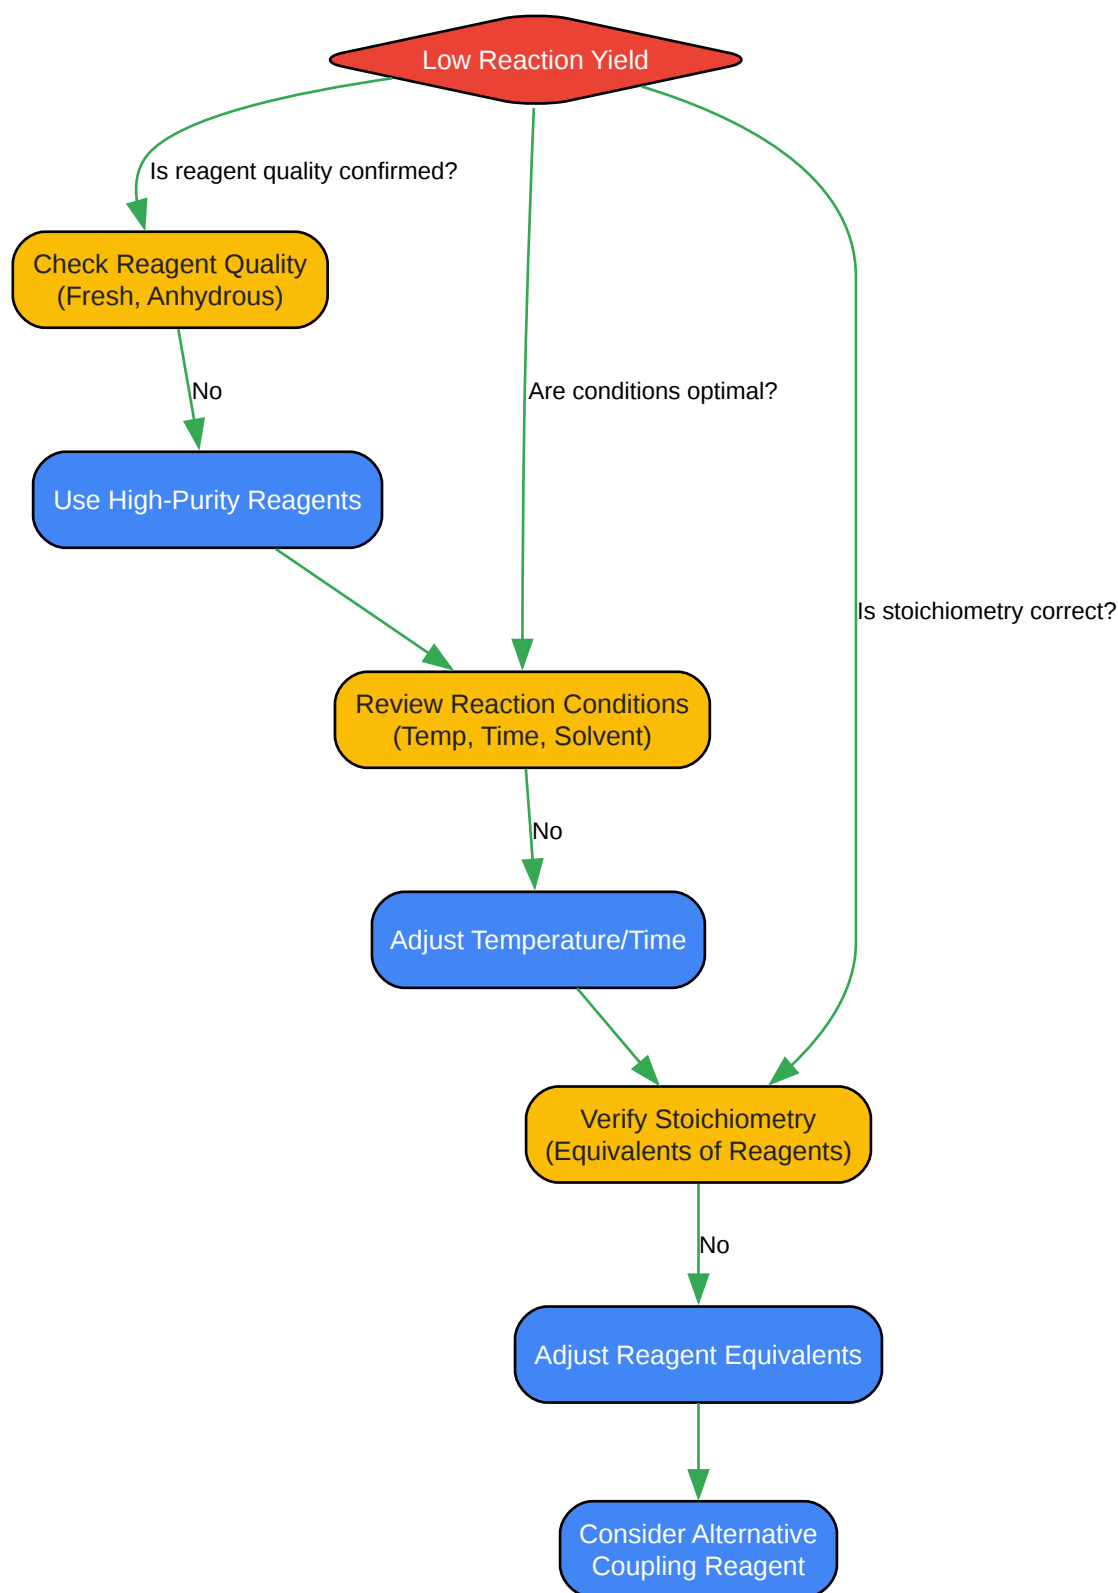 Low Reaction Yield
Is reagent quality confirmed?
Check Reagent Quality
(Fresh, Anhydrous)
No
Are conditions optimal?
Use High-Purity Reagents
Is stoichiometry correct?
Review Reaction Conditions
(Temp, Time, Solvent)
No
Adjust Temperature/Time
Verify Stoichiometry
(Equivalents of Reagents)
No
Adjust Reagent Equivalents
Consider Alternative
Coupling Reagent